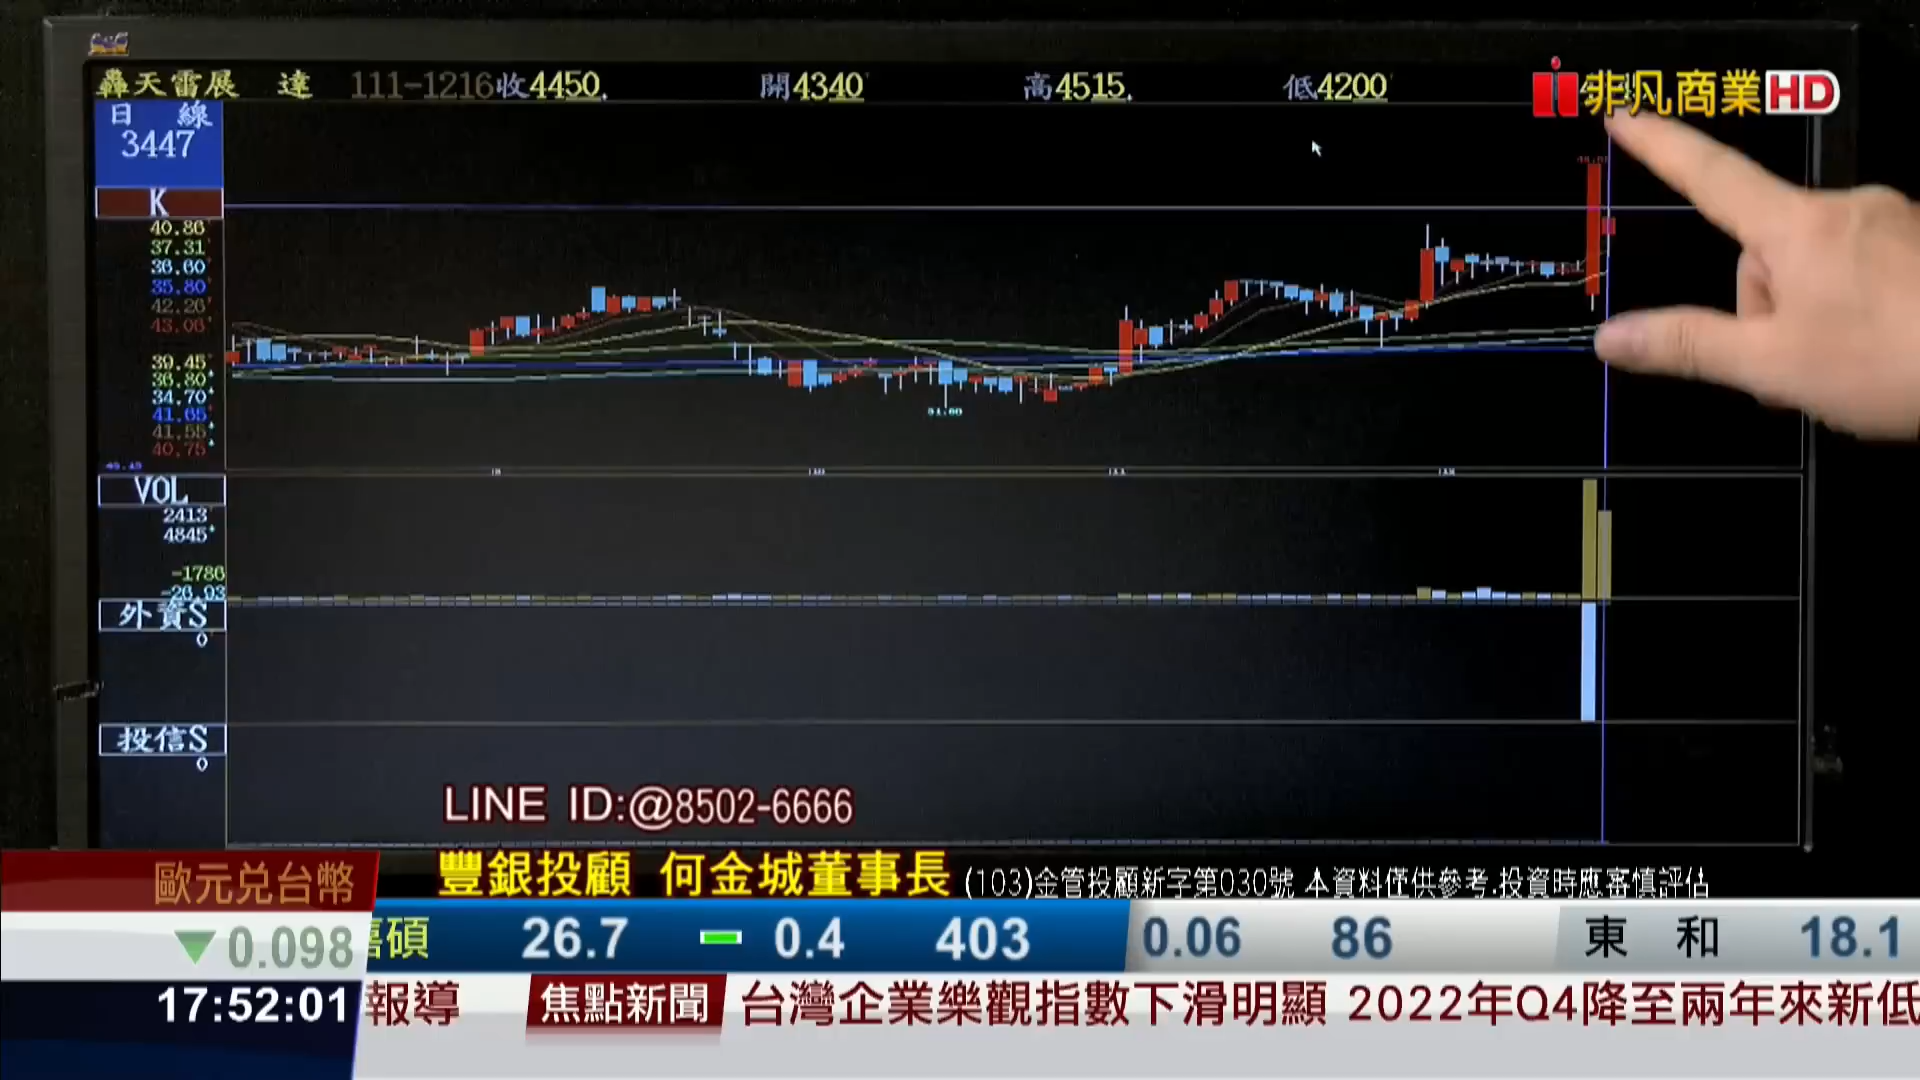 轟天雷展 達 111-1216收4450. 開4340 高4515. 低4200
非凡商業HD
日 線
3447
K
40.86
37.31
36.60
35.80
42.26
43.06
39.45
36.80
34.70
41.65
41.55
40.75
VOL
2413
4845
-1786
-26.93
外資S
0
投信S
0
LINE ID:@8502-6666
豐銀投顧 何金城董事長 (103)金管投顧新字第030號 本資料僅供參考.投資時應審慎評估
歐元兌台幣
▼0.098
碩 26.7 0.4 403 0.06 86 東 和 18.1
17:52:01
報導 焦點新聞 台灣企業樂觀指數下滑明顯 2022年Q4降至兩年來新低